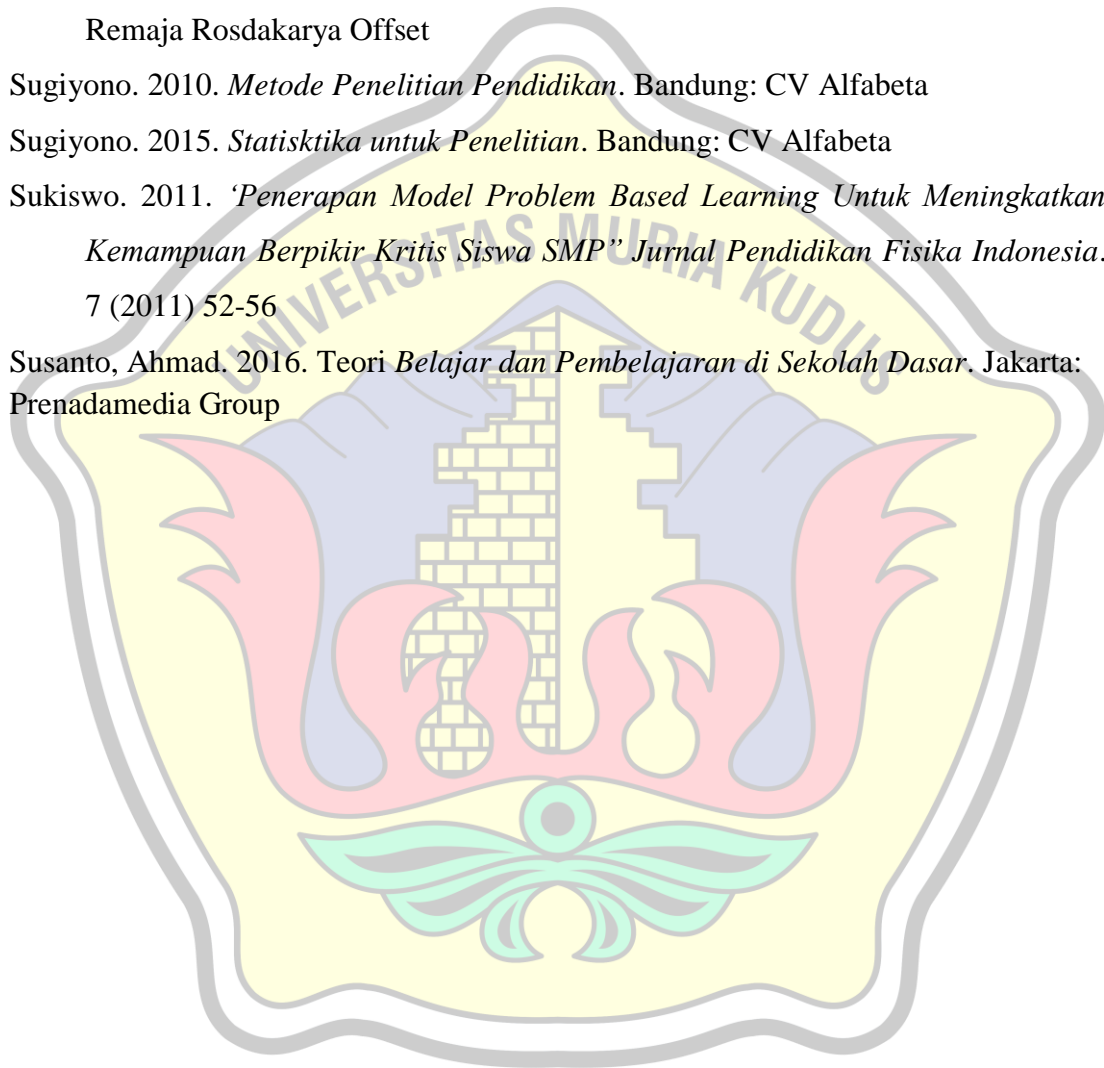 Remaja Rosdakarya Offset
Sugiyono. 2010. Metode Penelitian Pendidikan. Bandung: CV Alfabeta
Sugiyono. 2015. Statisktika untuk Penelitian. Bandung: CV Alfabeta
Sukiswo. 2011. ‘Penerapan Model Problem Based Learning Untuk Meningkatkan
Kemampuan Berpikir Kritis Siswa SMP” Jurnal Pendidikan Fisika Indonesia.
7 (2011) 52-56
Susanto, Ahmad. 2016. Teori Belajar dan Pembelajaran di Sekolah Dasar. Jakarta:
Prenadamedia Group
UNIVERSITAS MURIA KUDUS